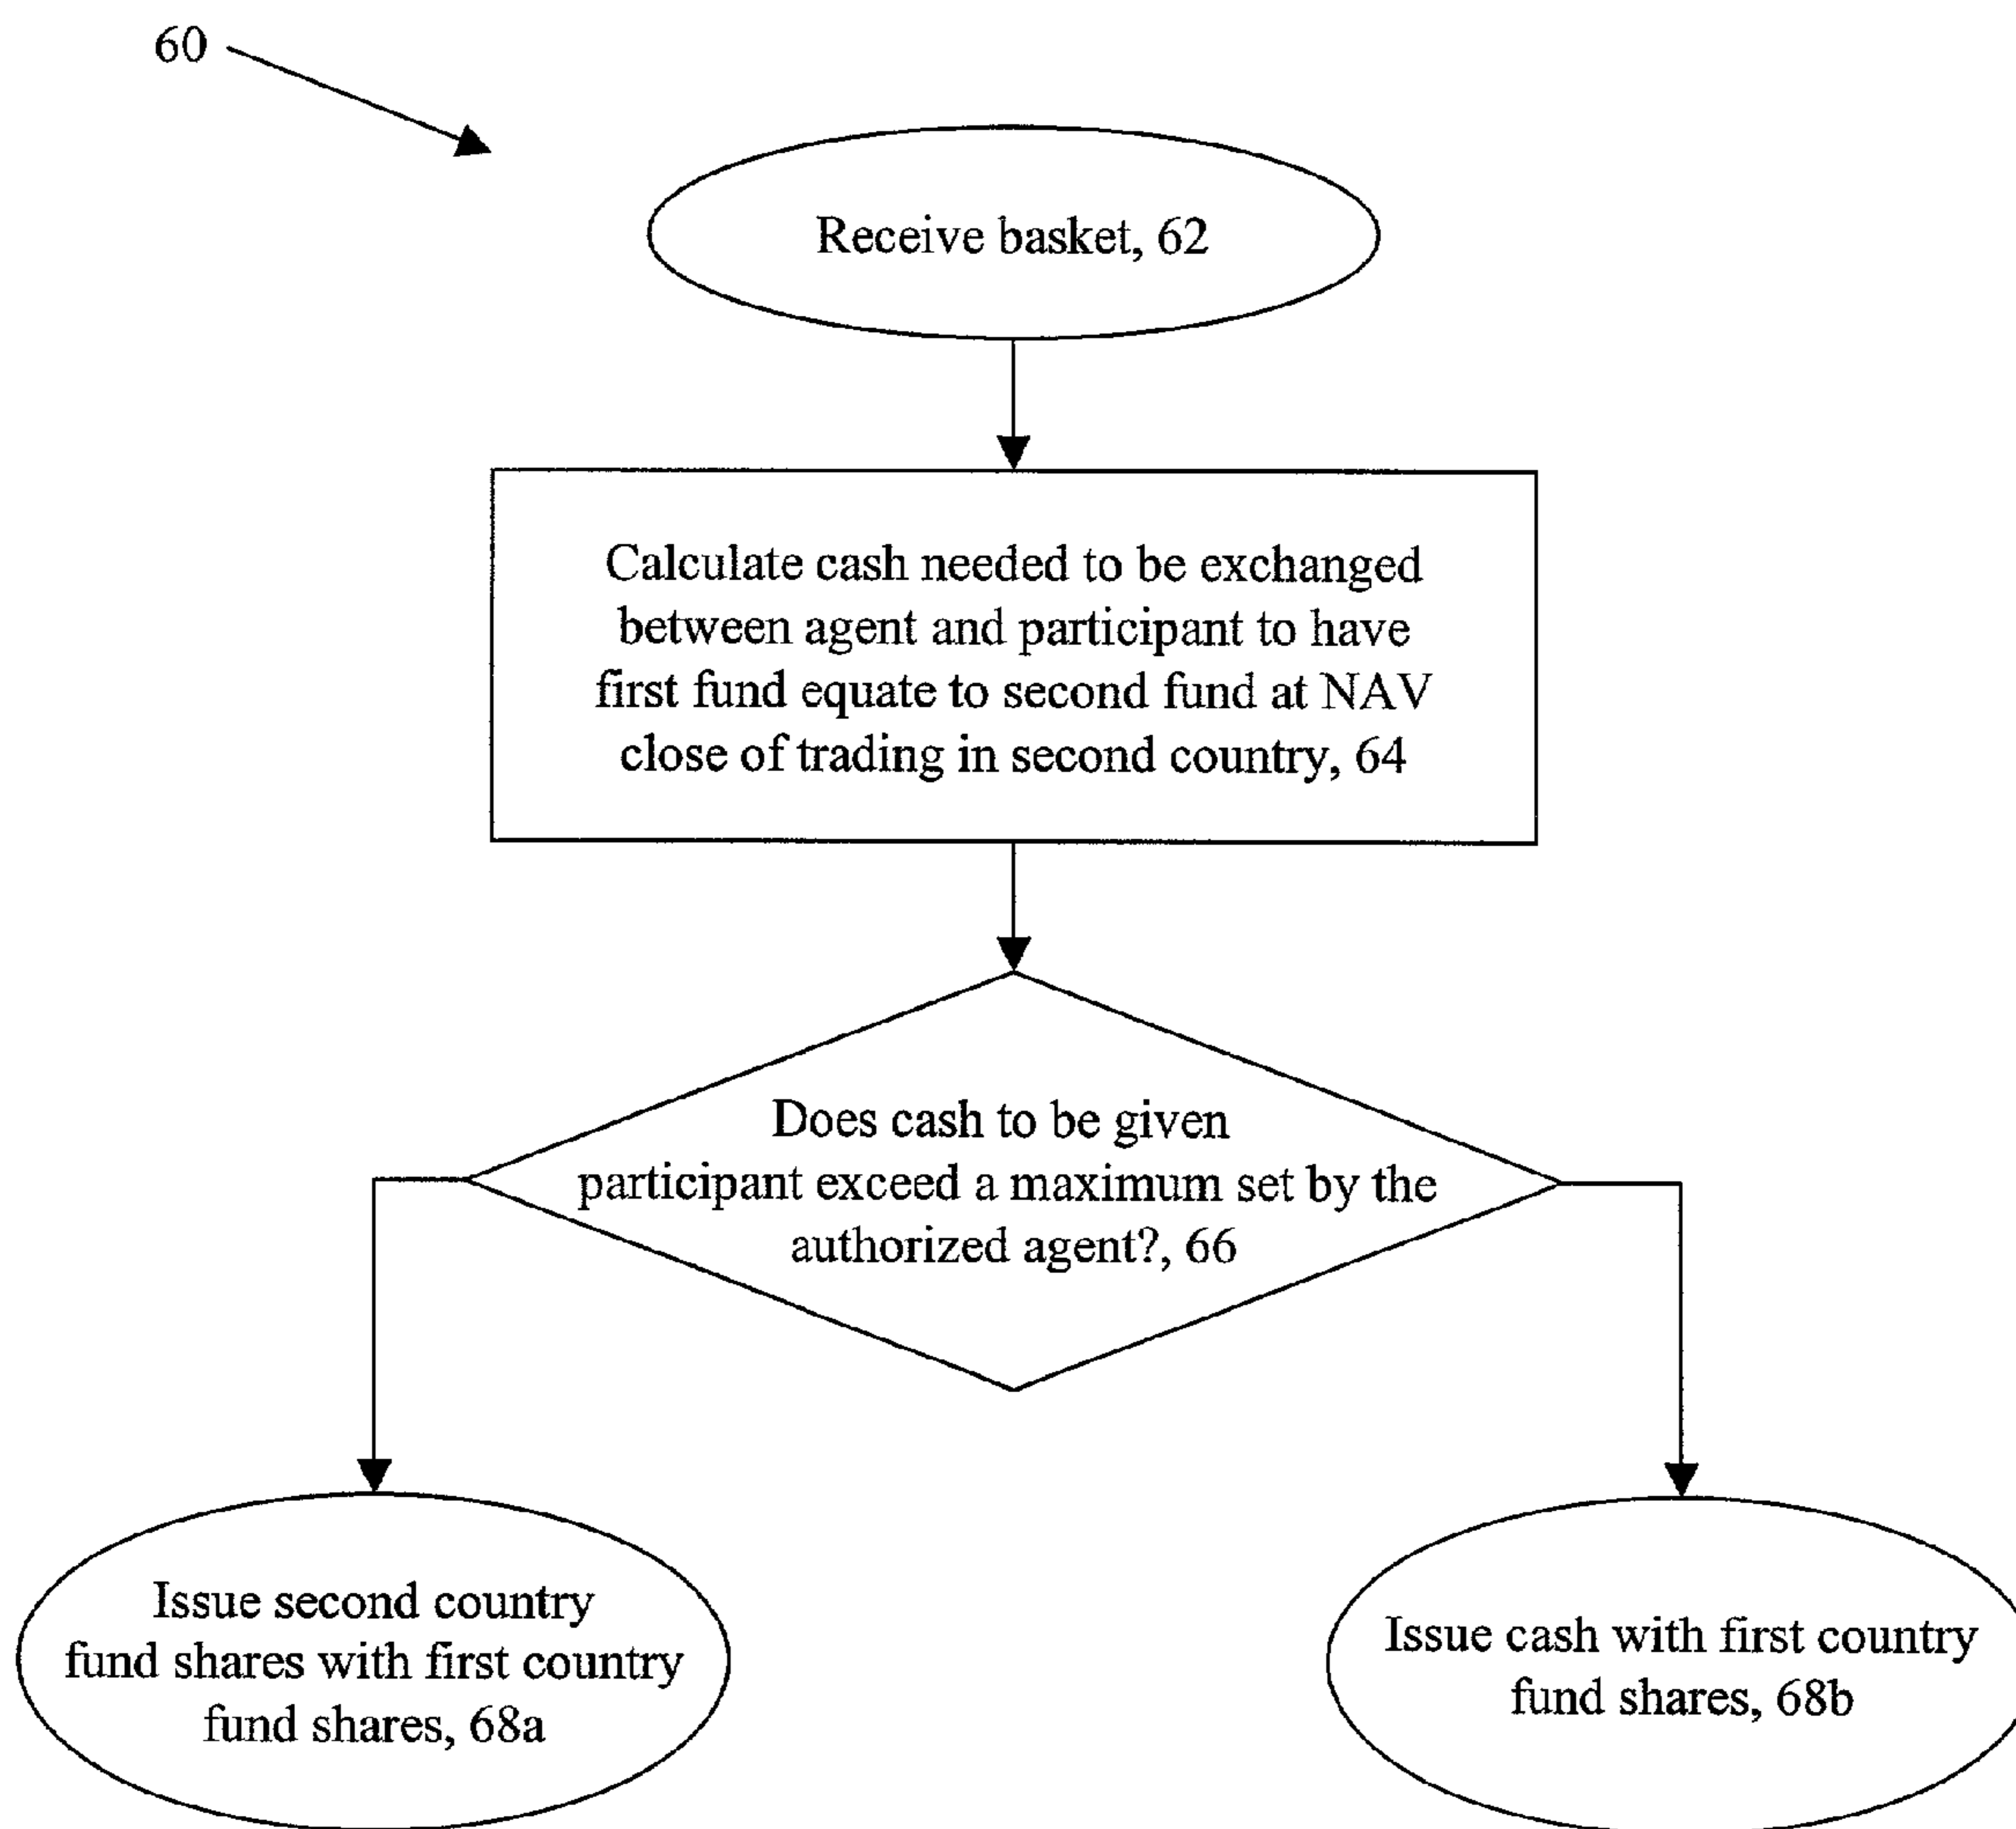 60
Receive basket, 62
Calculate cash needed to be exchanged
between agent and participant to have
first fund equate to second fund at NAV
close of trading in second country, 64
Does cash to be given
participant exceed a maximum set by the
authorized agent?, 66
Issue second country
fund shares with first country
fund shares, 68a
Issue cash with first country
fund shares, 68b